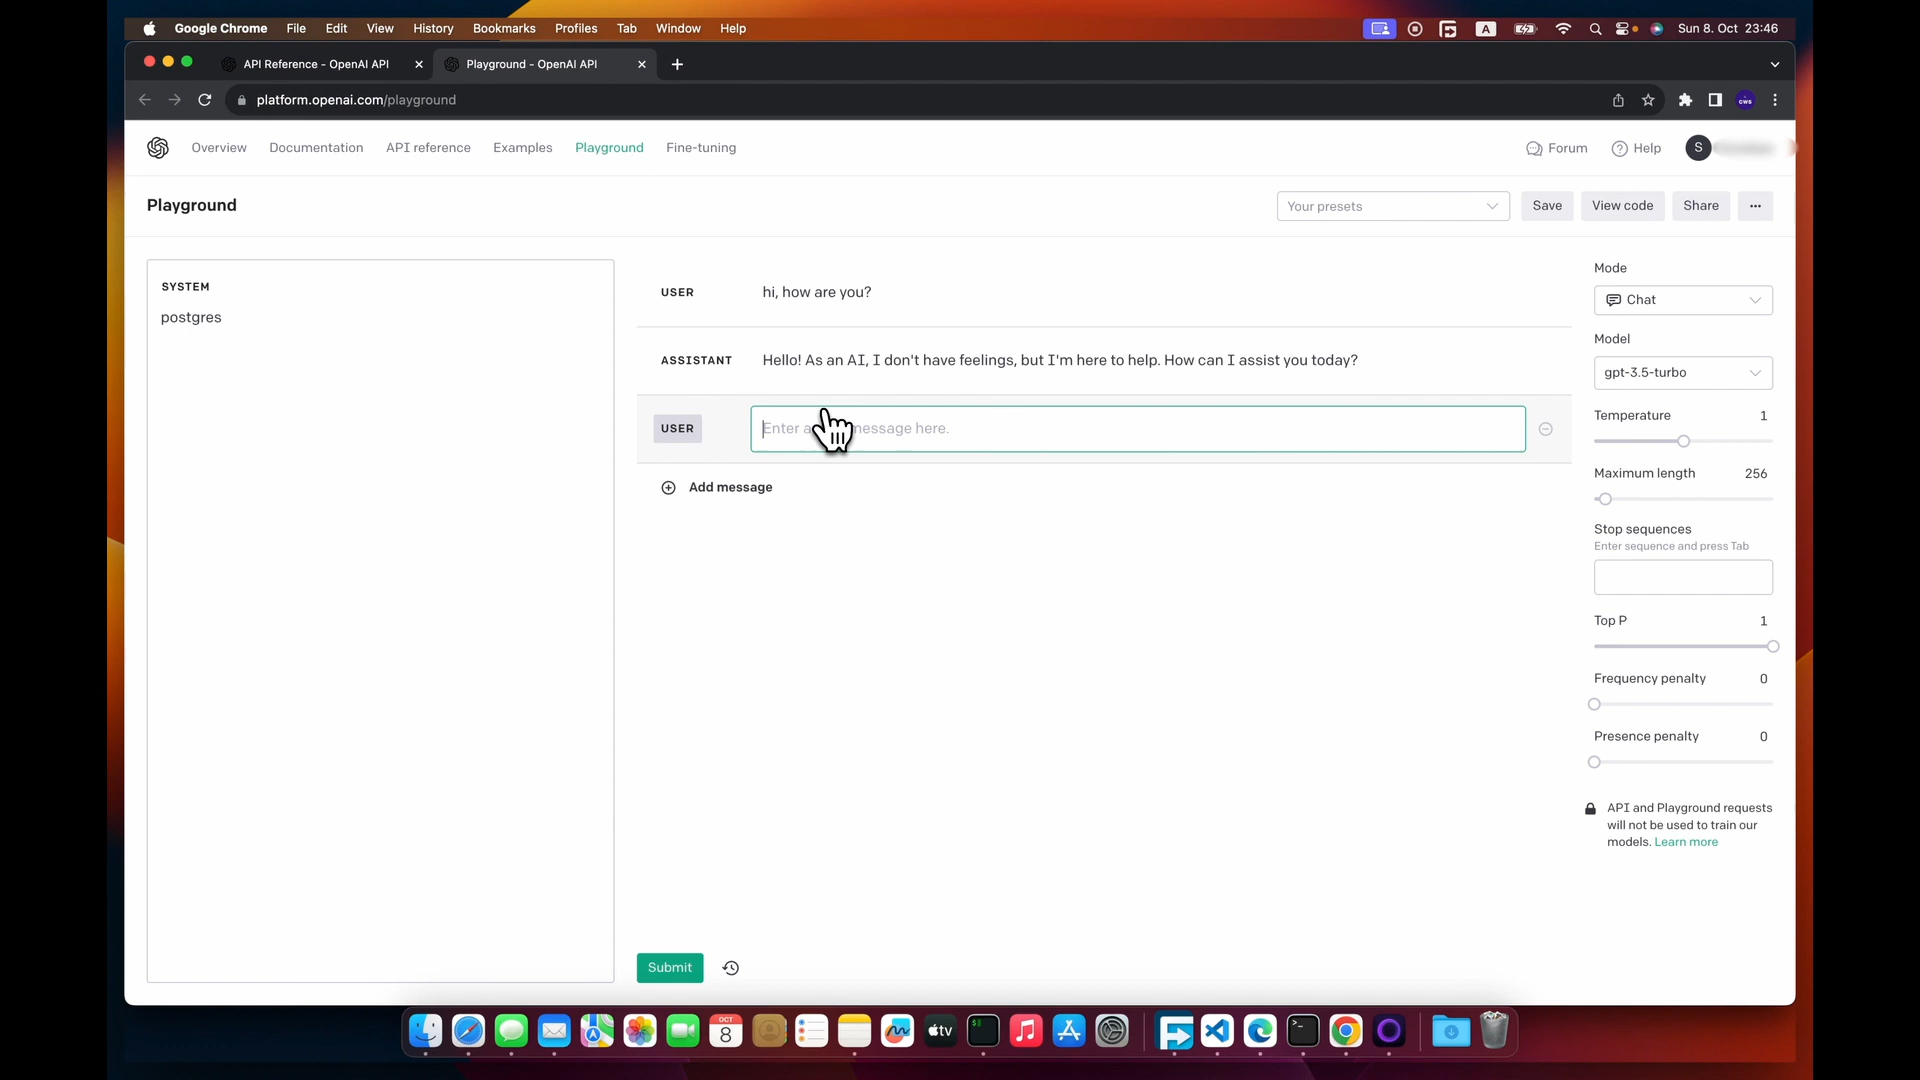 Google Chrome File Edit View History Bookmarks Profiles Tab Window Help A Sun 8. Oct 23:46
API Reference - OpenAI API Playground - OpenAI API
platform.openai.com/playground
cws
Overview Documentation API reference Examples Playground Fine-tuning Forum Help S
Playground Your presets Save View code Share
SYSTEM
postgres
USER hi, how are you?
ASSISTANT Hello! As an AI, I don't have feelings, but I'm here to help. How can I assist you today?
USER Enter a message here.
Add message
Submit
Mode
Chat
Model
gpt-3.5-turbo
Temperature 1
Maximum length 256
Stop sequences
Enter sequence and press Tab
Top P 1
Frequency penalty 0
Presence penalty 0
API and Playground requests
will not be used to train our
models. Learn more
OCT
8
tv